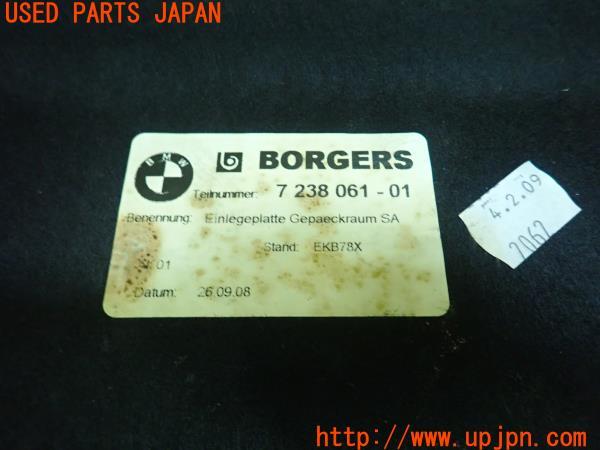 USED PARTS JAPAN
BMW
b BORGERS
Teilnummer: 7 238 061 - 01
Benennung: Einlegeplatte Gepaeckraum SA
Stand: EKB78X
01
Datum: 26.09.08
4.2.09
2062
UPJ
http://www.upjpn.com/